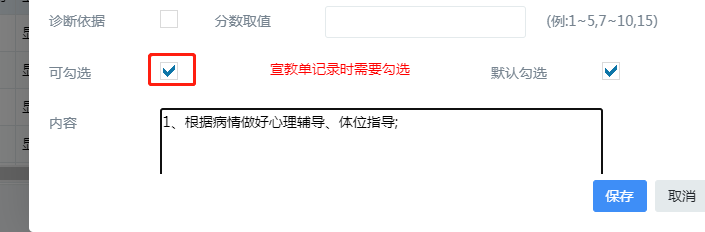 诊断依据 分数取值 (例:1~5,7~10,15)
可勾选 宣教单记录时需要勾选 默认勾选
内容 1、根据病情做好心理辅导、体位指导;
保存 取消